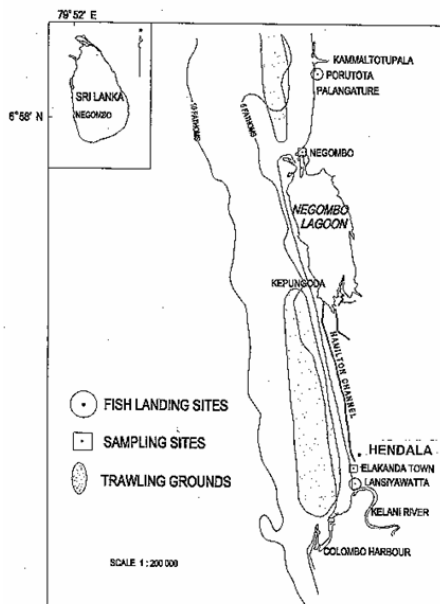 79° 52' E
SRI LANKA
NEGONBO
6° 58' N
10 FATHOMS
5 FATHOMS
KAMMALTOTUPALA
PORUTOTA
PALANGATURE
NEGOMBO
NEGOMBO
LAGOON
KEPUNGODA
HAMILTON CHANNEL
FISH LANDING SITES
SAMPLING SITES
TRAWLING GROUNDS
HENDALA
ELAKANDA TOWN
LANSIYAWATTA
KELANI RIVER
COLOMBO HARBOUR
SCALE 1 : 200 000